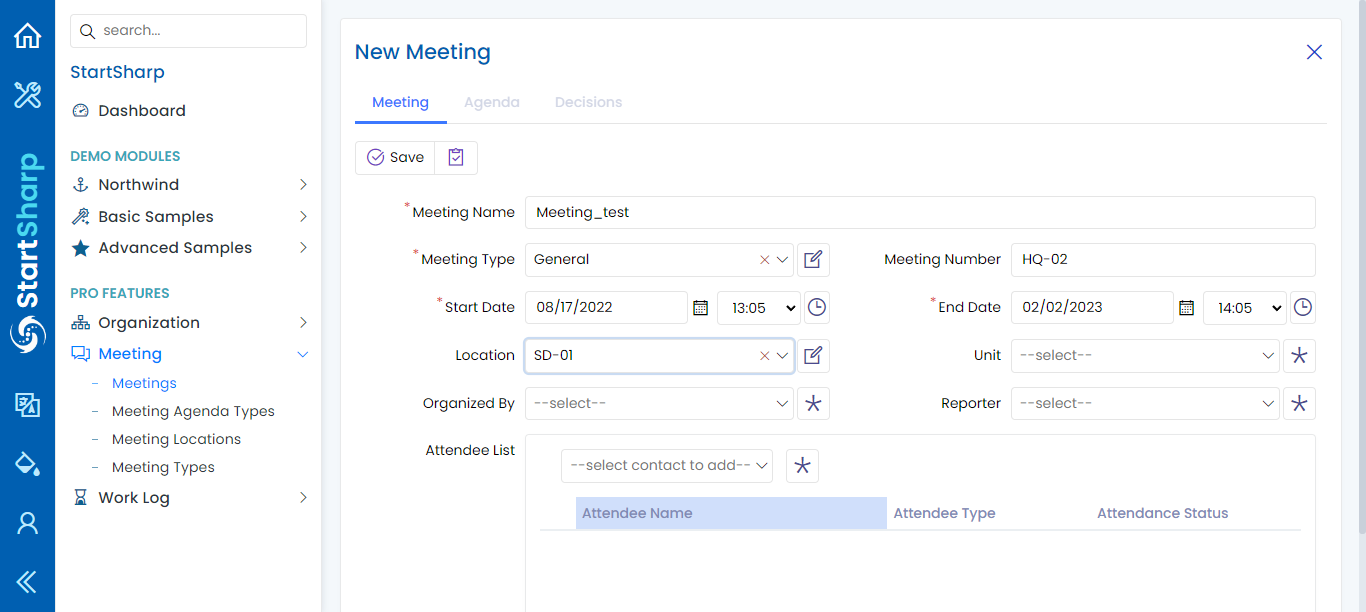 search...
StartSharp
Dashboard
DEMO MODULES
Northwind
Basic Samples
Advanced Samples
PRO FEATURES
Organization
Meeting
Meetings
Meeting Agenda Types
Meeting Locations
Meeting Types
Work Log
StartSharp
New Meeting
Meeting Agenda Decisions
Save
*Meeting Name Meeting_test
*Meeting Type General Meeting Number HQ-02
*Start Date 08/17/2022 13:05 *End Date 02/02/2023 14:05
Location SD-01 Unit --select--
Organized By --select-- Reporter --select--
Attendee List --select contact to add--
Attendee Name Attendee Type Attendance Status